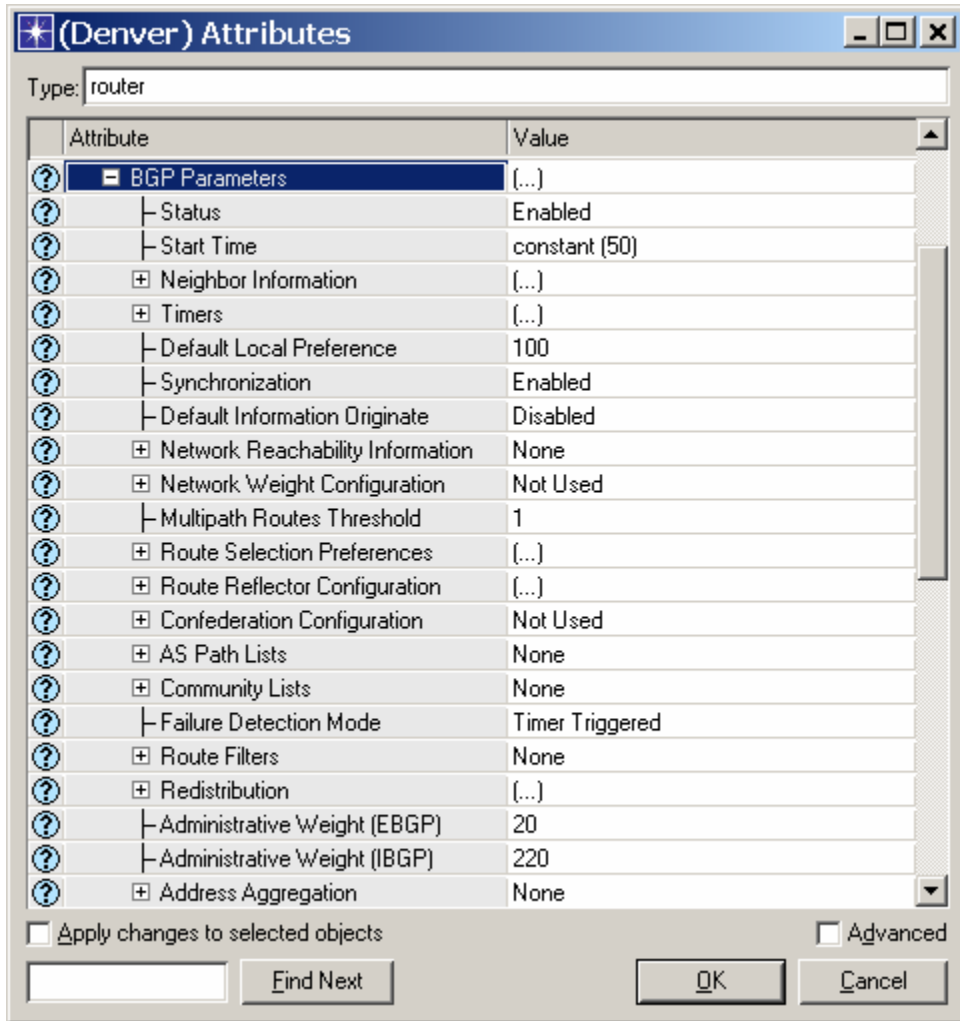 (Denver) Attributes
Type: router
Attribute Value
BGP Parameters (...)
Status Enabled
Start Time constant (50)
Neighbor Information (...)
Timers (...)
Default Local Preference 100
Synchronization Enabled
Default Information Originate Disabled
Network Reachability Information None
Network Weight Configuration Not Used
Multipath Routes Threshold 1
Route Selection Preferences (...)
Route Reflector Configuration (...)
Confederation Configuration Not Used
AS Path Lists None
Community Lists None
Failure Detection Mode Timer Triggered
Route Filters None
Redistribution (...)
Administrative Weight (EBGP) 20
Administrative Weight (IBGP) 220
Address Aggregation None
Apply changes to selected objects Advanced
Find Next OK Cancel